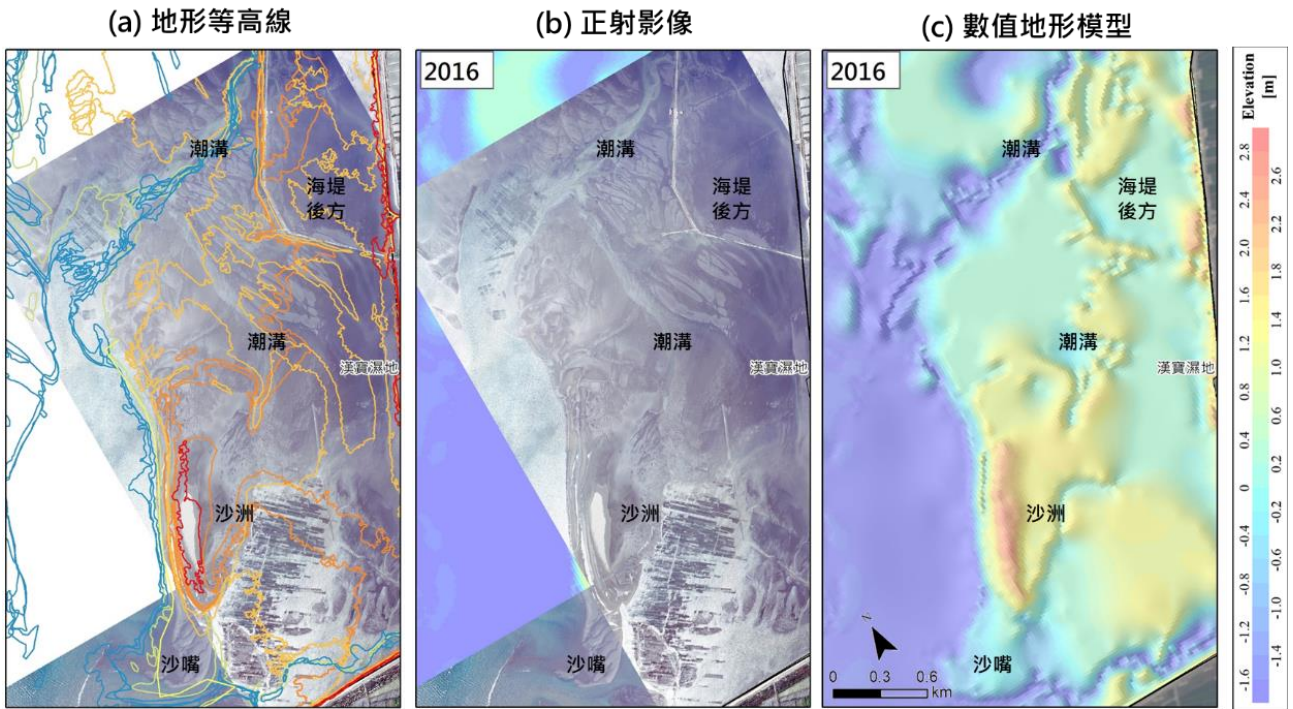 (a) 地形等高線
(b) 正射影像
(c) 數值地形模型
潮溝
海堤
後方
潮溝
漢寶濕地
沙洲
沙嘴
2016
潮溝
海堤
後方
潮溝
漢寶濕地
沙洲
沙嘴
2016
潮溝
海堤
後方
潮溝
漢寶濕地
沙洲
沙嘴
N
0 0.3 0.6
km
Elevation
[m]
2.8
2.6
2.4
2.2
2.0
1.8
1.6
1.4
1.2
1.0
0.8
0.6
0.4
0.2
0
-0.2
-0.4
-0.6
-0.8
-1.0
-1.2
-1.4
-1.6